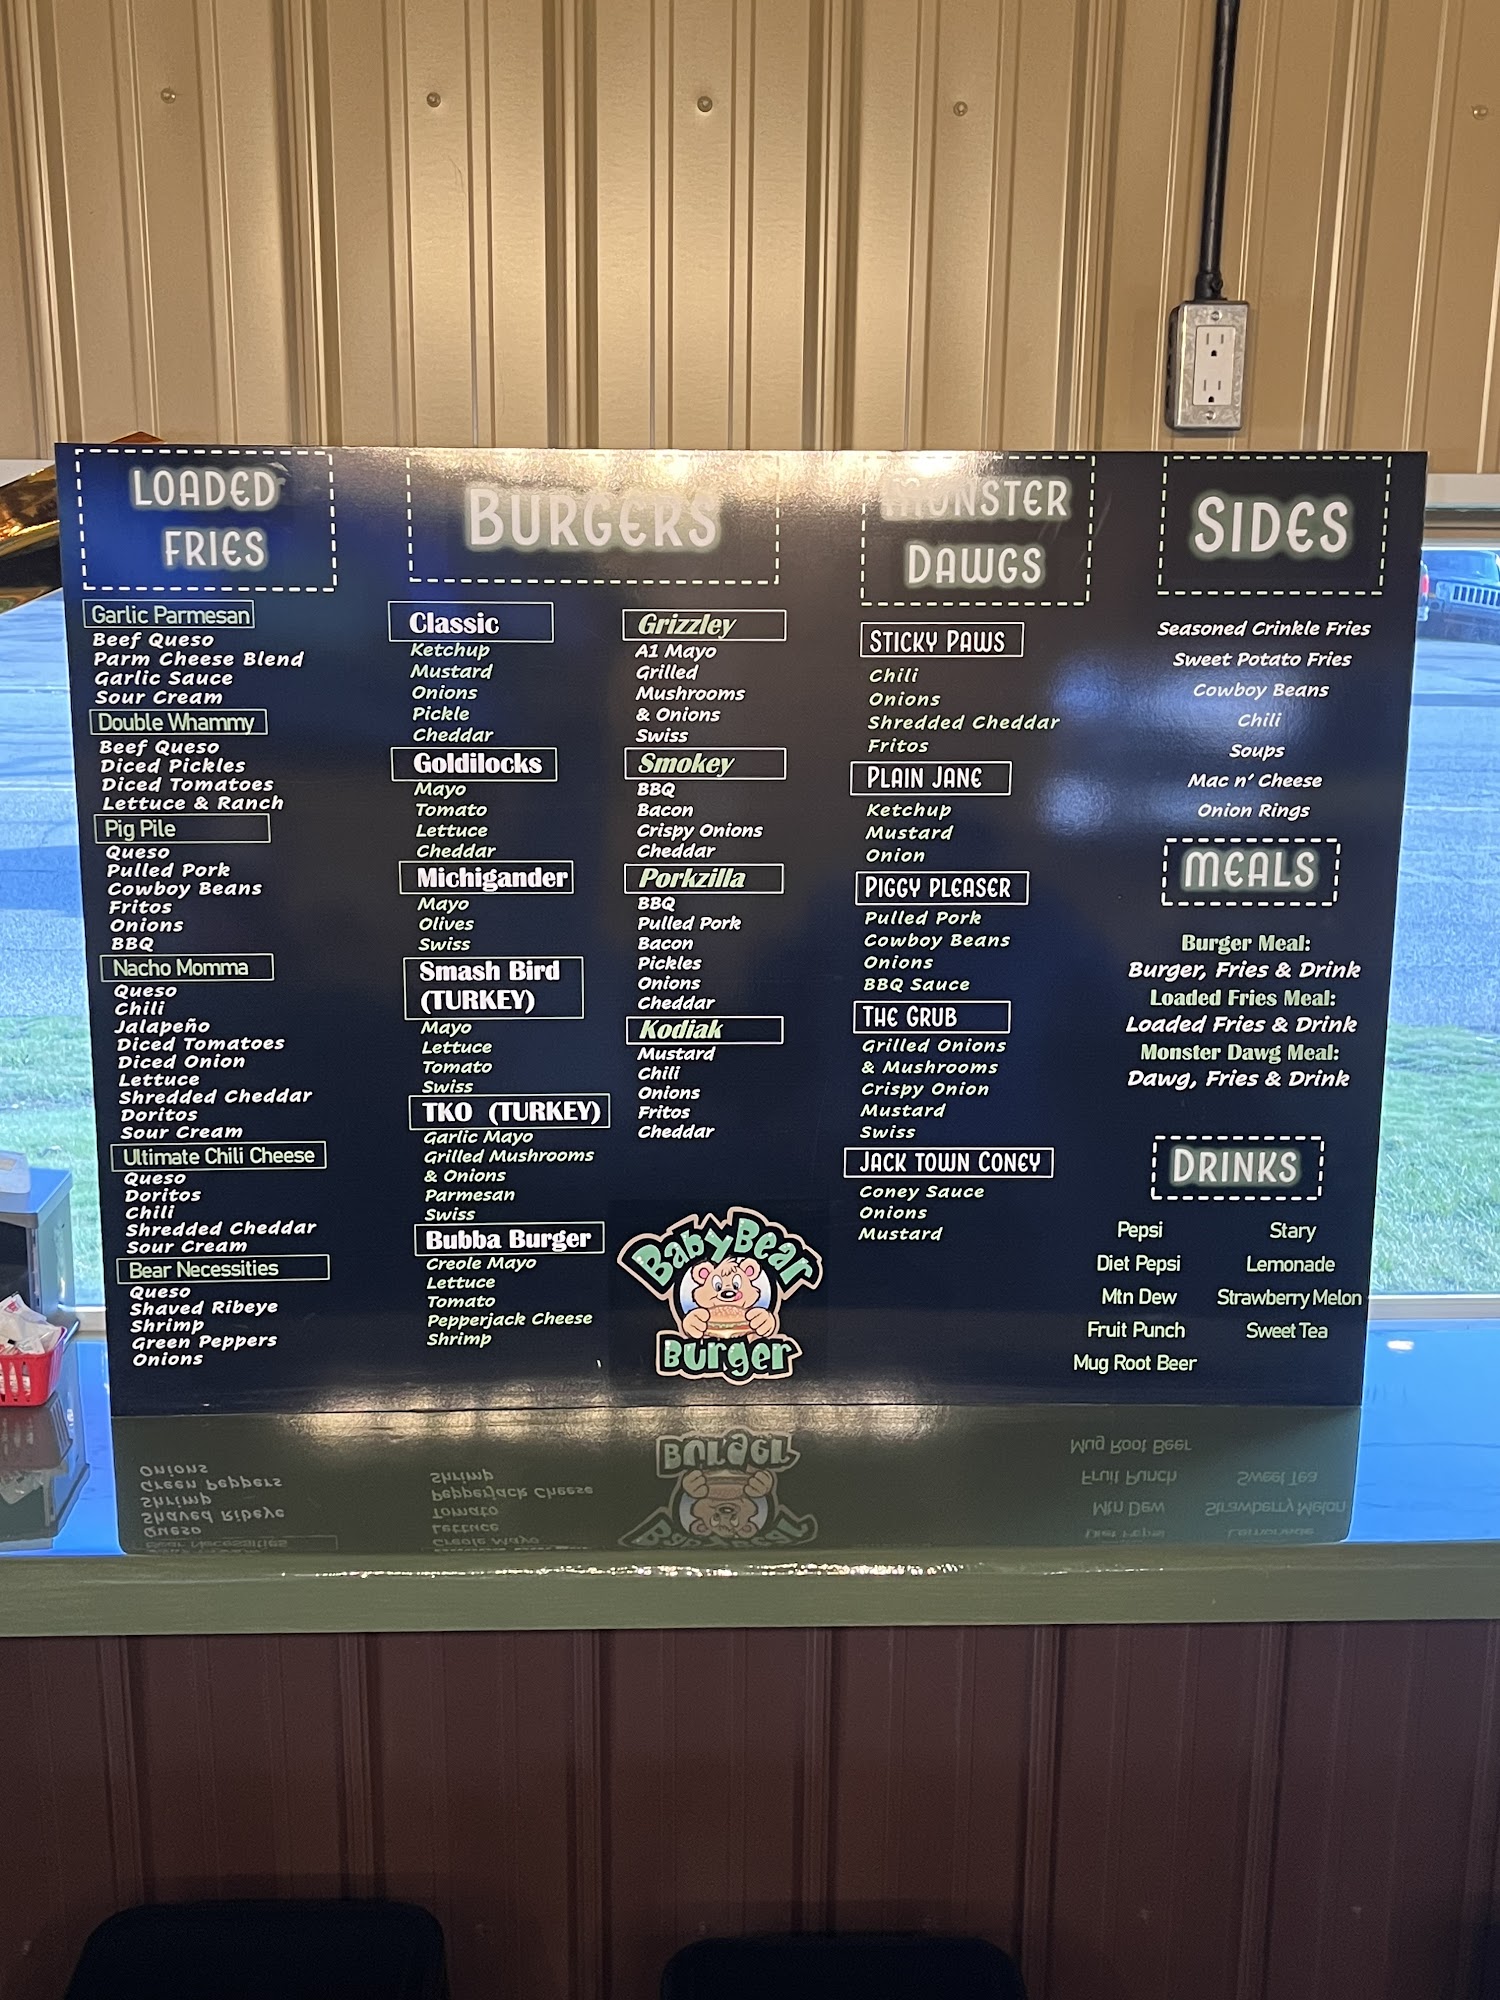 LOADED
FRIES
Garlic Parmesan
Beef Queso
Parm Cheese Blend
Garlic Sauce
Sour Cream
Double Whammy
Beef Queso
Diced Pickles
Diced Tomatoes
Lettuce & Ranch
Pig Pile
Queso
Pulled Pork
Cowboy Beans
Fritos
Onions
BBQ
Nacho Momma
Queso
Chili
Jalapeño
Diced Tomatoes
Diced Onion
Lettuce
Shredded Cheddar
Doritos
Sour Cream
Ultimate Chili Cheese
Queso
Doritos
Chili
Shredded Cheddar
Sour Cream
Bear Necessities
Queso
Shaved Ribeye
Shrimp
Green Peppers
Onions
BURGERS
Classic
Ketchup
Mustard
Onions
Pickle
Cheddar
Goldilocks
Mayo
Tomato
Lettuce
Cheddar
Michigander
Mayo
Olives
Swiss
Smash Bird
(TURKEY)
Mayo
Lettuce
Tomato
Swiss
TKO (TURKEY)
Garlic Mayo
Grilled Mushrooms
& Onions
Parmesan
Swiss
Bubba Burger
Creole Mayo
Lettuce
Tomato
Pepperjack Cheese
Shrimp
Grizzley
A1 Mayo
Grilled
Mushrooms
& Onions
Swiss
Smokey
BBQ
Bacon
Crispy Onions
Cheddar
Porkzilla
BBQ
Pulled Pork
Bacon
Pickles
Onions
Cheddar
Kodiak
Mustard
Chili
Onions
Fritos
Cheddar
Baby Bear
Burger
MONSTER
DAWGS
STICKY PAWS
Chili
Onions
Shredded Cheddar
Fritos
PLAIN JANE
Ketchup
Mustard
Onion
PIGGY PLEASER
Pulled Pork
Cowboy Beans
Onions
BBQ Sauce
THE GRUB
Grilled Onions
& Mushrooms
Crispy Onion
Mustard
Swiss
JACK TOWN CONEY
Coney Sauce
Onions
Mustard
SIDES
Seasoned Crinkle Fries
Sweet Potato Fries
Cowboy Beans
Chili
Soups
Mac n' Cheese
Onion Rings
MEALS
Burger Meal:
Burger, Fries & Drink
Loaded Fries Meal:
Loaded Fries & Drink
Monster Dawg Meal:
Dawg, Fries & Drink
DRINKS
Pepsi
Diet Pepsi
Mtn Dew
Fruit Punch
Mug Root Beer
Stary
Lemonade
Strawberry Melon
Sweet Tea